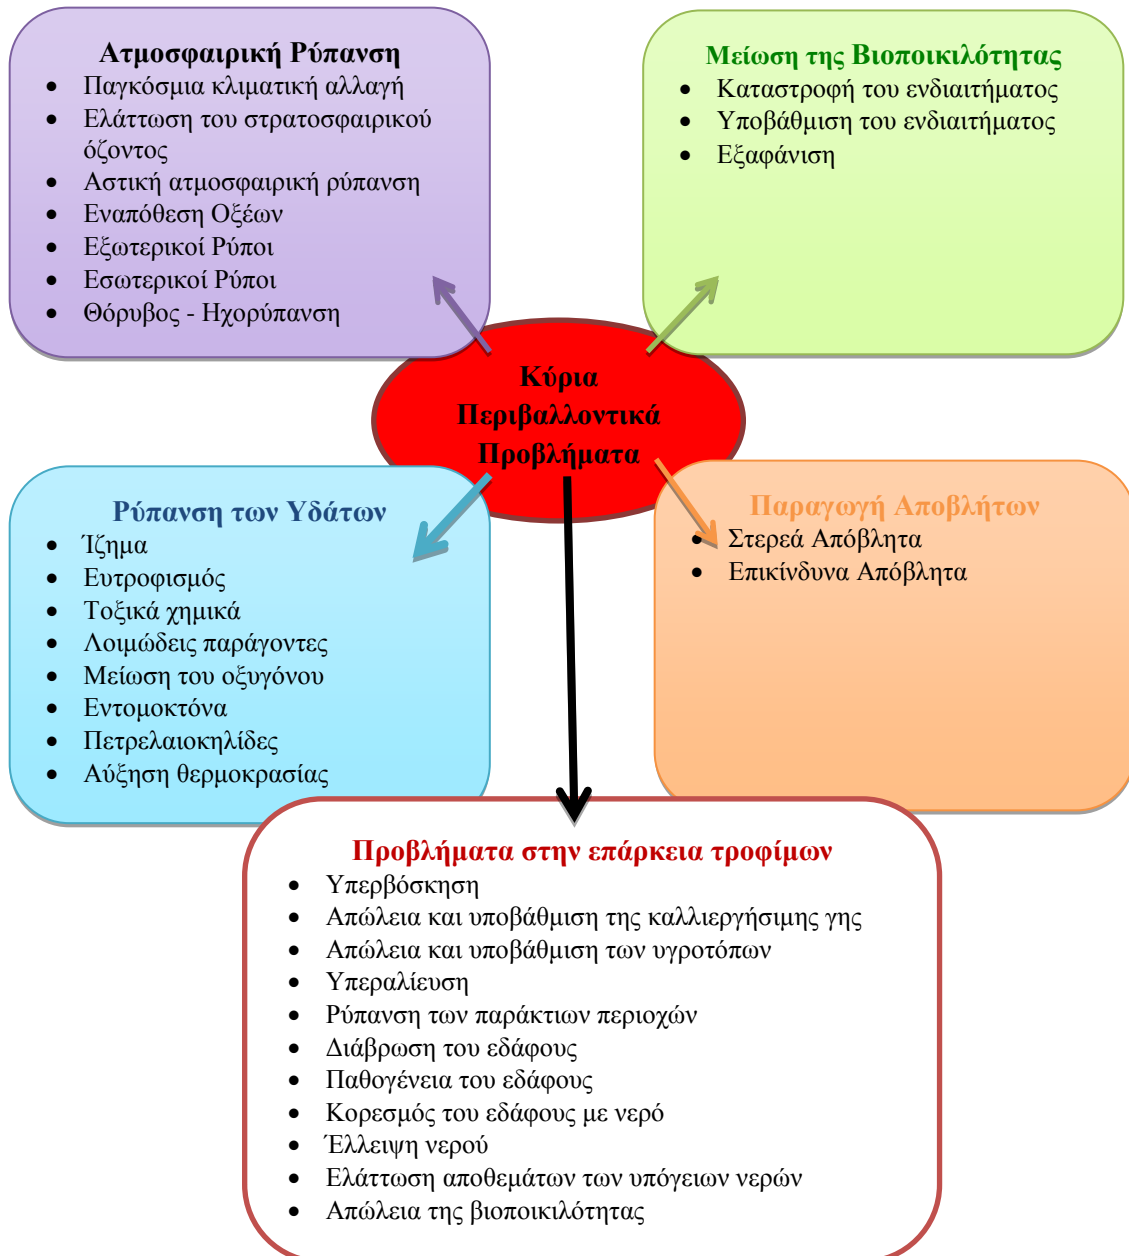 Ατμοσφαιρική Ρύπανση
• Παγκόσμια κλιματική αλλαγή
• Ελάττωση του στρατοσφαιρικού
όζοντος
• Αστική ατμοσφαιρική ρύπανση
• Εναπόθεση Οξέων
• Εξωτερικοί Ρύποι
• Εσωτερικοί Ρύποι
• Θόρυβος - Ηχορύπανση
Μείωση της Βιοποικιλότητας
• Καταστροφή του ενδιαιτήματος
• Υποβάθμιση του ενδιαιτήματος
• Εξαφάνιση
Κύρια
Περιβαλλοντικά
Προβλήματα
Ρύπανση των Υδάτων
• Ίζημα
• Ευτροφισμός
• Τοξικά χημικά
• Λοιμώδεις παράγοντες
• Μείωση του οξυγόνου
• Εντομοκτόνα
• Πετρελαιοκηλίδες
• Αύξηση θερμοκρασίας
Παραγωγή Αποβλήτων
• Στερεά Απόβλητα
• Επικίνδυνα Απόβλητα
Προβλήματα στην επάρκεια τροφίμων
• Υπερβόσκηση
• Απώλεια και υποβάθμιση της καλλιεργήσιμης γης
• Απώλεια και υποβάθμιση των υγροτόπων
• Υπεραλίευση
• Ρύπανση των παράκτιων περιοχών
• Διάβρωση του εδάφους
• Παθογένεια του εδάφους
• Κορεσμός του εδάφους με νερό
• Έλλειψη νερού
• Ελάττωση αποθεμάτων των υπόγειων νερών
• Απώλεια της βιοποικιλότητας